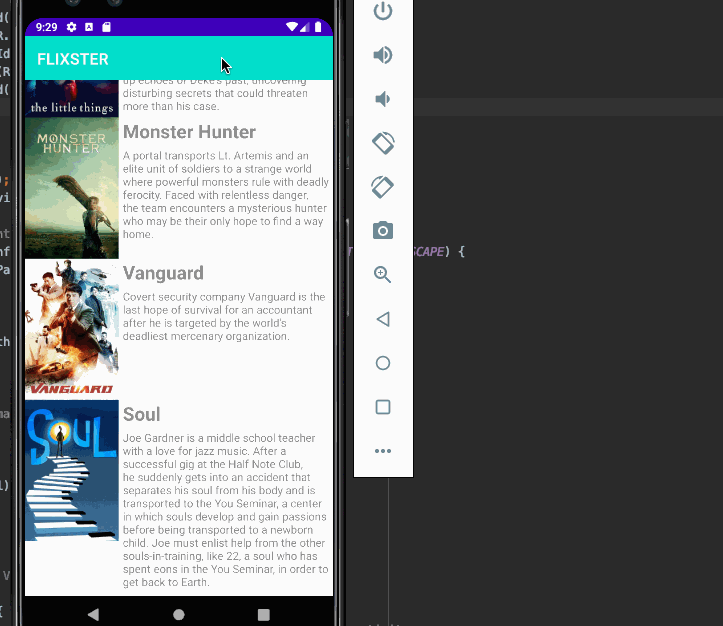 9:29
FLIXSTER
up echoes of Deke's past, uncovering
disturbing secrets that could threaten
more than his case.
the little things
MONSTER
HUNTER
Monster Hunter
A portal transports Lt. Artemis and an
elite unit of soldiers to a strange world
where powerful monsters rule with deadly
ferocity. Faced with relentless danger,
the team encounters a mysterious hunter
who may be their only hope to find a way
home.
VANGUARD
Vanguard
Covert security company Vanguard is the
last hope of survival for an accountant
after he is targeted by the world's
deadliest mercenary organization.
SOUL
Soul
Joe Gardner is a middle school teacher
with a love for jazz music. After a
successful gig at the Half Note Club,
he suddenly gets into an accident that
separates his soul from his body and is
transported to the You Seminar, a center
in which souls develop and gain passions
before being transported to a newborn
child. Joe must enlist help from the other
souls-in-training, like 22, a soul who has
spent eons in the You Seminar, in order to
get back to Earth.
SCAPE) {